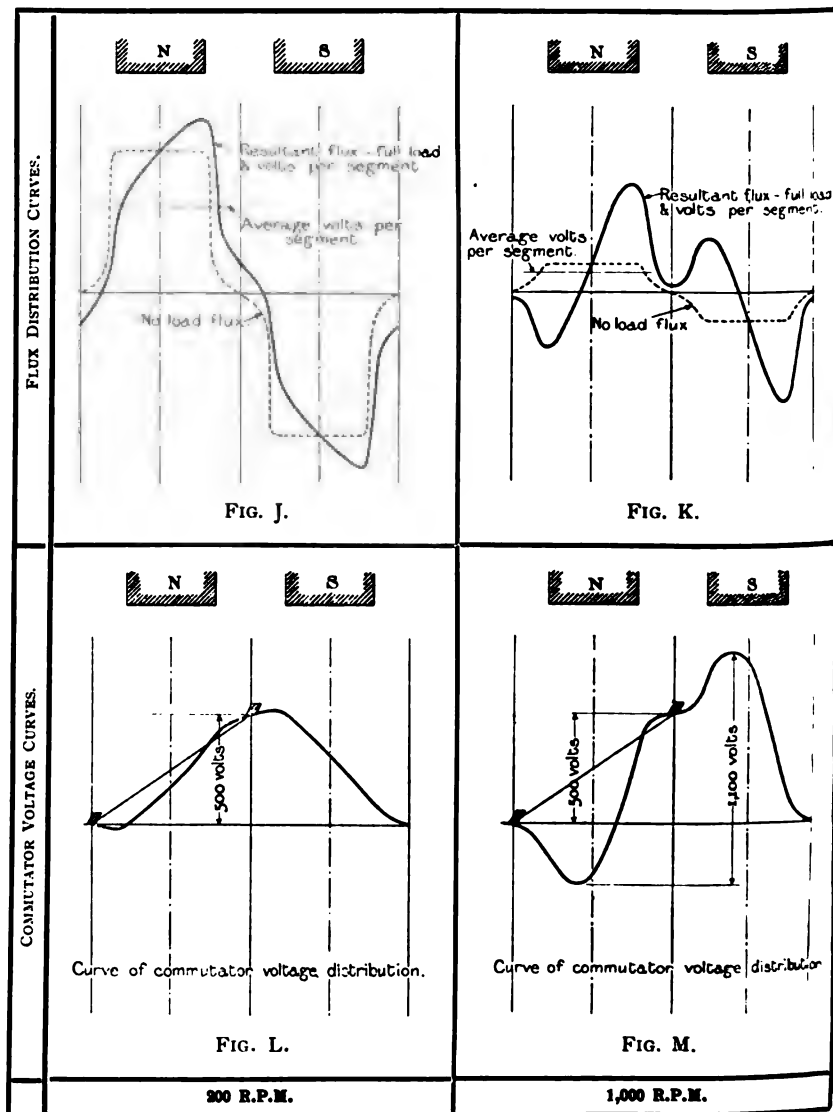 FLUX DISTRIBUTION CURVES.
N
S
Resultant flux - full load
& volts per segment
Average volts per
segment.
No load flux
FIG. J.
N
S
Resultant flux - full load
& volts per segment.
Average volts
per segment.
No load flux
FIG. K.
COMMUTATOR VOLTAGE CURVES.
N
S
500 volts
Curve of commutator voltage distribution.
FIG. L.
N
S
500 volts
1,100 volts
Curve of commutator voltage distribution
FIG. M.
200 R.P.M.
1,000 R.P.M.